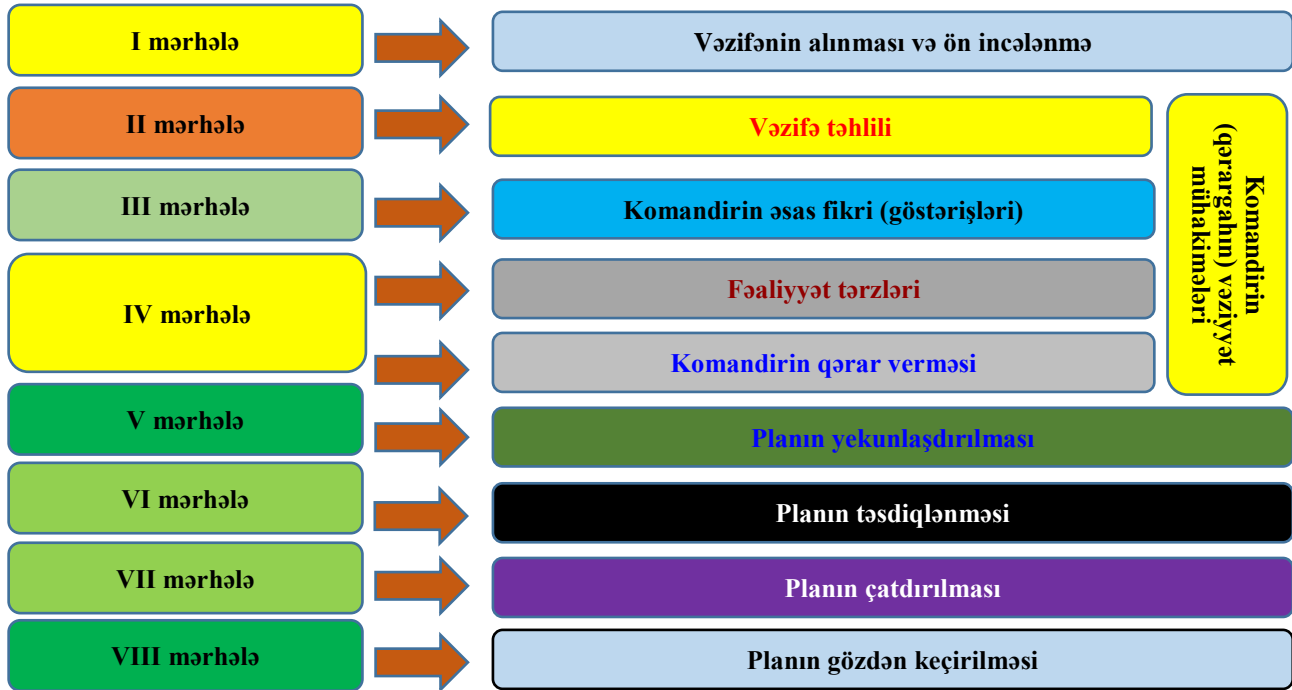 I mərhələ
Vəzifənin alınması və ön incələnmə
II mərhələ
Vəzifə təhlili
III mərhələ
Komandirin əsas fikri (göstərişləri)
IV mərhələ
Fəaliyyət tərzləri
Komandirin qərar verməsi
Komandirin
(qərargahın) vəziyyət
mühakimələri
V mərhələ
Planın yekunlaşdırılması
VI mərhələ
Planın təsdiqlənməsi
VII mərhələ
Planın çatdırılması
VIII mərhələ
Planın gözdən keçirilməsi